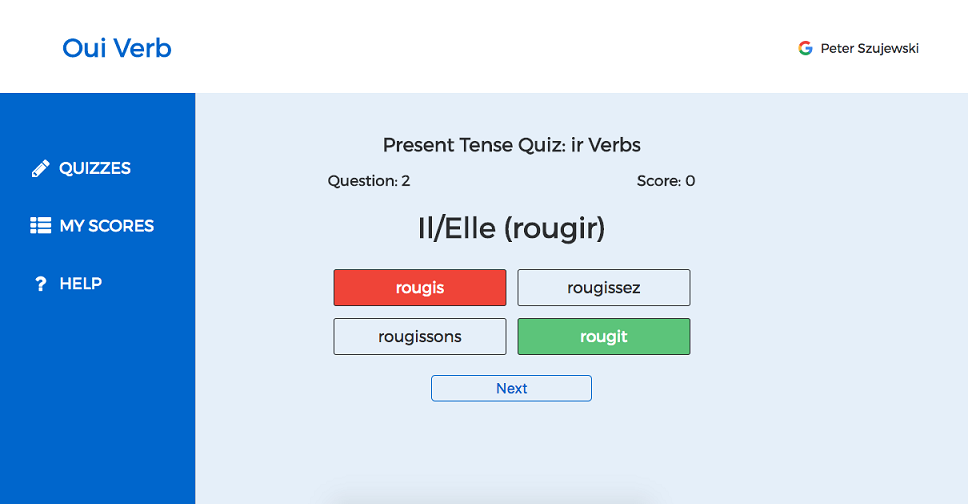 Oui Verb
Peter Szujewski
QUIZZES
MY SCORES
? HELP
Present Tense Quiz: ir Verbs
Question: 2 Score: 0
Il/Elle (rougir)
rougis rougissez
rougissons rougit
Next